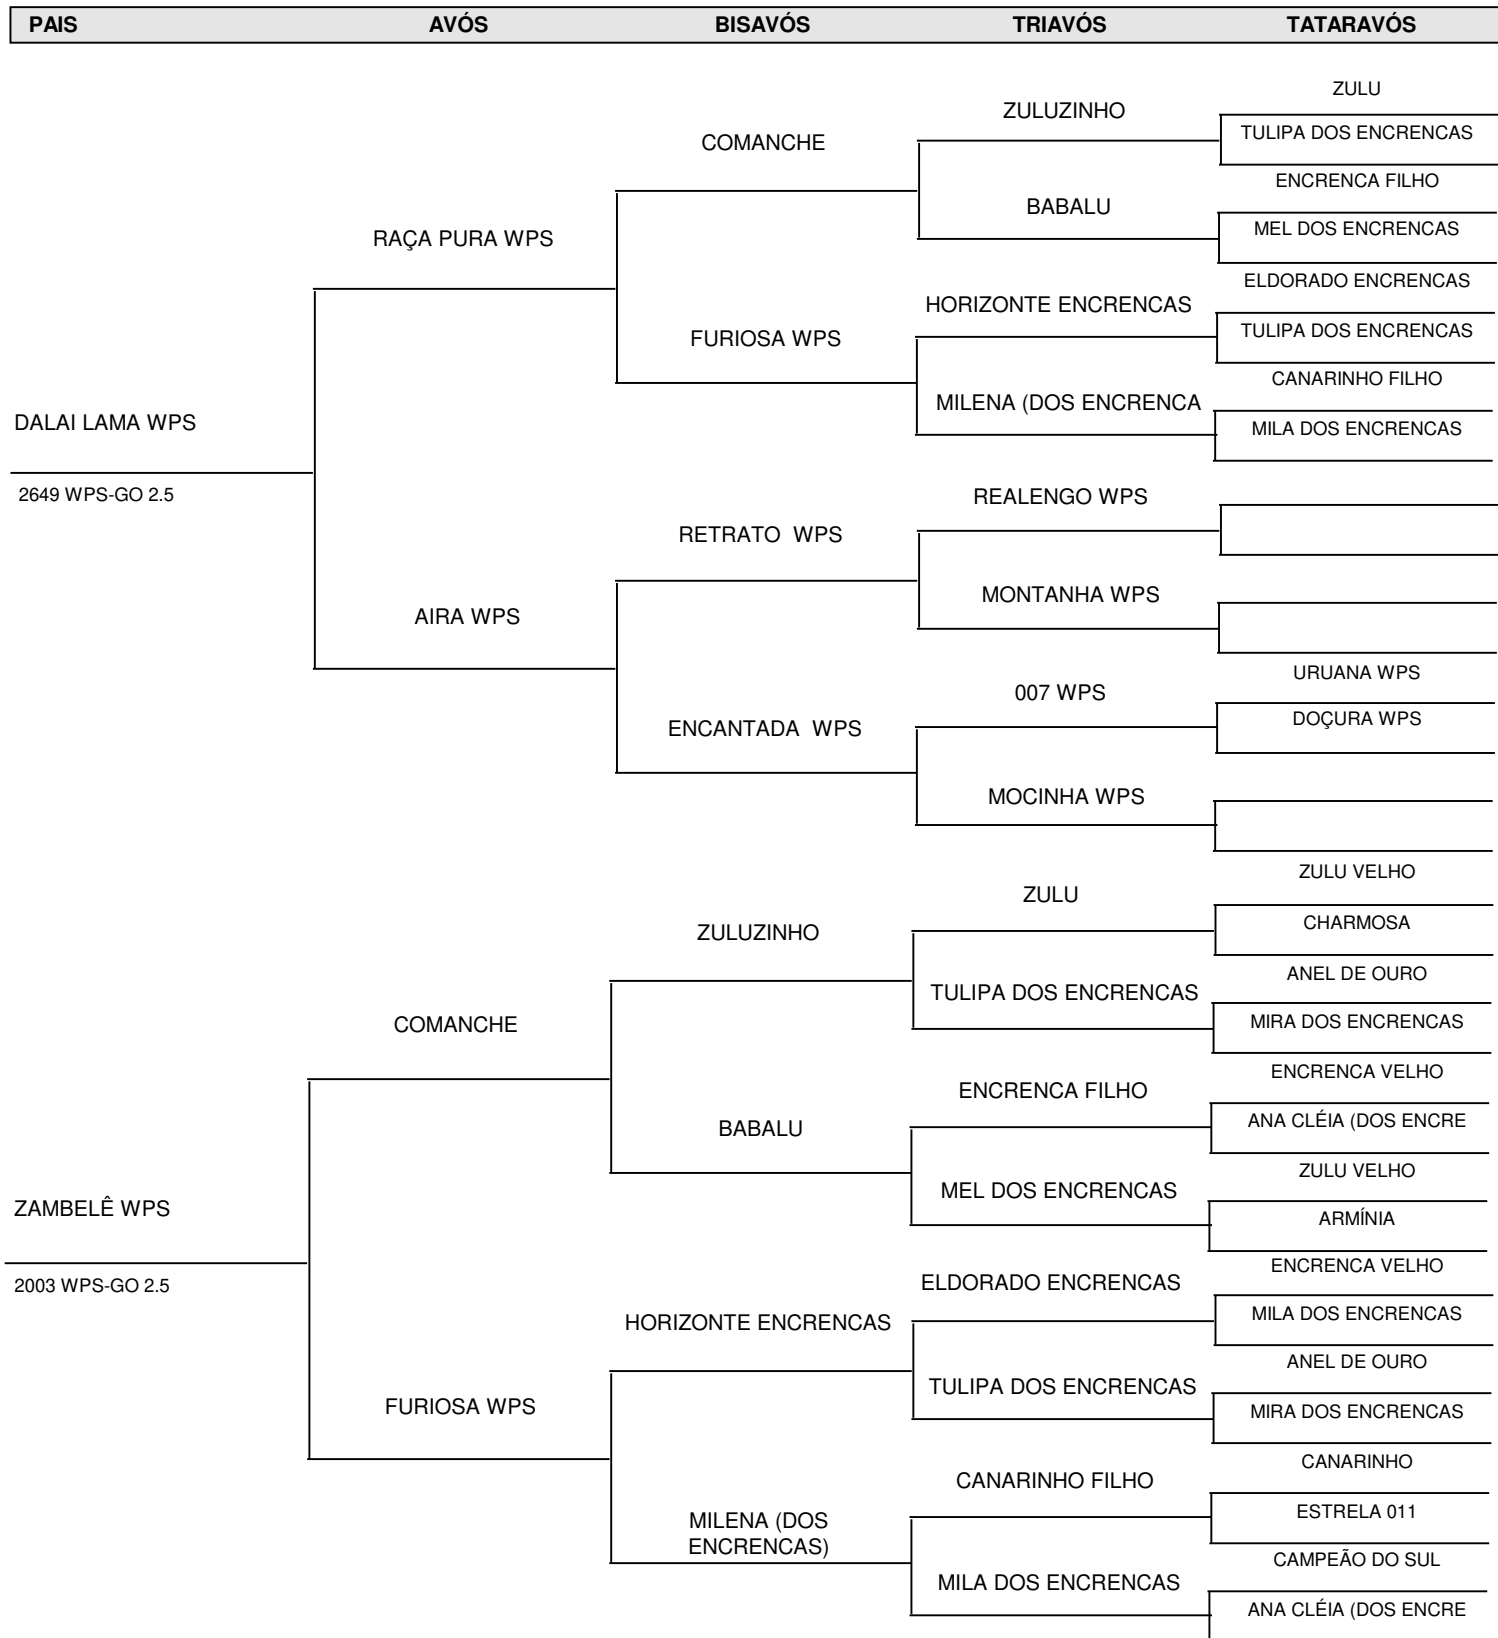 PAIS AVÓS BISAVÓS TRIAVÓS TATARAVÓS
ZULU
ZULUZINHO
TULIPA DOS ENCRENCAS
COMANCHE
ENCRENCA FILHO
BABALU
MEL DOS ENCRENCAS
RAÇA PURA WPS
ELDORADO ENCRENCAS
HORIZONTE ENCRENCAS
TULIPA DOS ENCRENCAS
FURIOSA WPS
CANARINHO FILHO
MILENA (DOS ENCRENCA
MILA DOS ENCRENCAS
DALAI LAMA WPS
2649 WPS-GO 2.5
REALENGO WPS
RETRATO WPS
MONTANHA WPS
AIRA WPS
URUANA WPS
007 WPS
DOÇURA WPS
ENCANTADA WPS
MOCINHA WPS
ZULU VELHO
ZULU
CHARMOSA
ZULUZINHO
ANEL DE OURO
TULIPA DOS ENCRENCAS
MIRA DOS ENCRENCAS
COMANCHE
ENCRENCA VELHO
ENCRENCA FILHO
ANA CLÉIA (DOS ENCRE
BABALU
ZULU VELHO
MEL DOS ENCRENCAS
ARMÍNIA
ZAMBELÊ WPS
2003 WPS-GO 2.5
ENCRENCA VELHO
ELDORADO ENCRENCAS
MILA DOS ENCRENCAS
HORIZONTE ENCRENCAS
ANEL DE OURO
TULIPA DOS ENCRENCAS
MIRA DOS ENCRENCAS
FURIOSA WPS
CANARINHO
CANARINHO FILHO
ESTRELA 011
MILENA (DOS
ENCRENCAS)
CAMPEÃO DO SUL
MILA DOS ENCRENCAS
ANA CLÉIA (DOS ENCRE